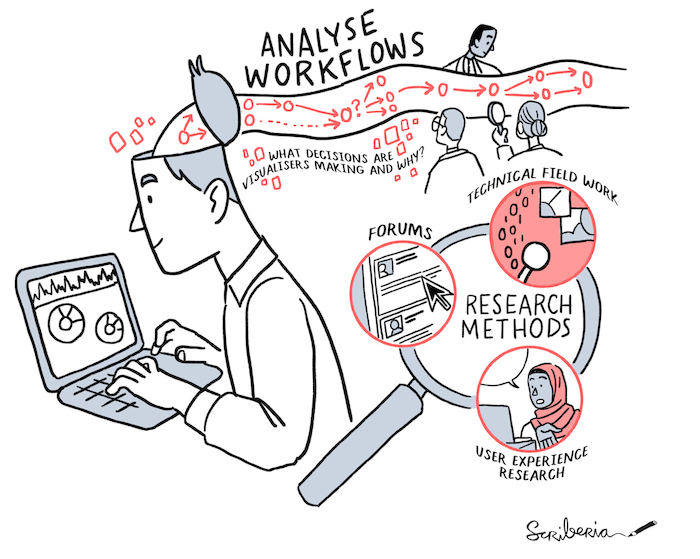 ANALYSE
WORKFLOWS
?
WHAT DECISIONS ARE
VISUALISERS MAKING AND WHY?
TECHNICAL FIELD WORK
FORUMS
RESEARCH
METHODS
USER EXPERIENCE
RESEARCH
Scriberia